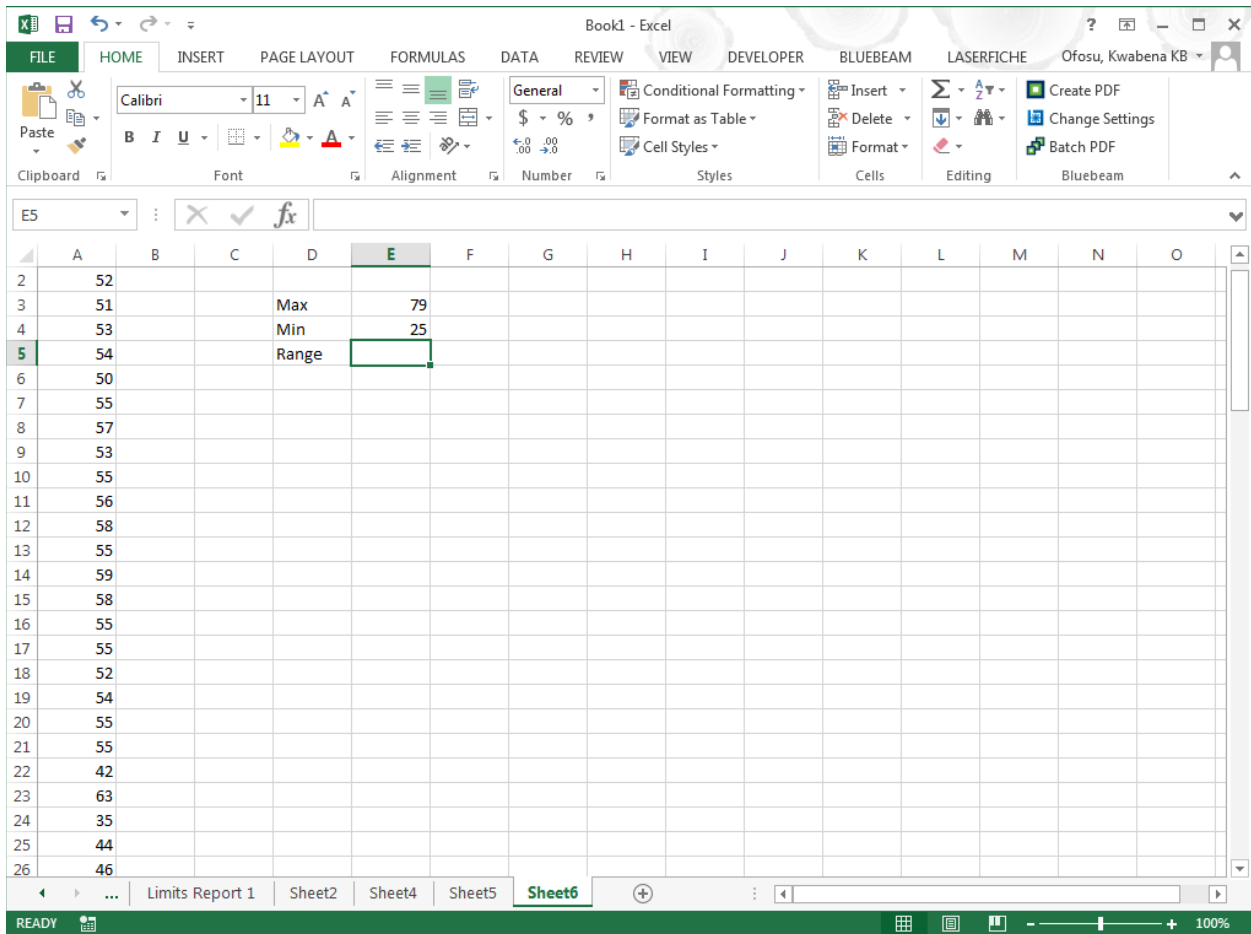 Book1 - Excel
?
FILE HOME INSERT PAGE LAYOUT FORMULAS DATA REVIEW VIEW DEVELOPER BLUEBEAM LASERFICHE Ofosu, Kwabena KB
Paste
Calibri 11 A A
B I U A
General
$ % ,
.0 .00 .00 .0
Conditional Formatting
Format as Table
Cell Styles
Insert
Delete
Format
Σ A Z
Create PDF
Change Settings
Batch PDF
Clipboard Font Alignment Number Styles Cells Editing Bluebeam
E5 fx
A B C D E F G H I J K L M N O
2 52
3 51 Max 79
4 53 Min 25
5 54 Range
6 50
7 55
8 57
9 53
10 55
11 56
12 58
13 55
14 59
15 58
16 55
17 55
18 52
19 54
20 55
21 55
22 42
23 63
24 35
25 44
26 46
... Limits Report 1 Sheet2 Sheet4 Sheet5 Sheet6
READY 100%